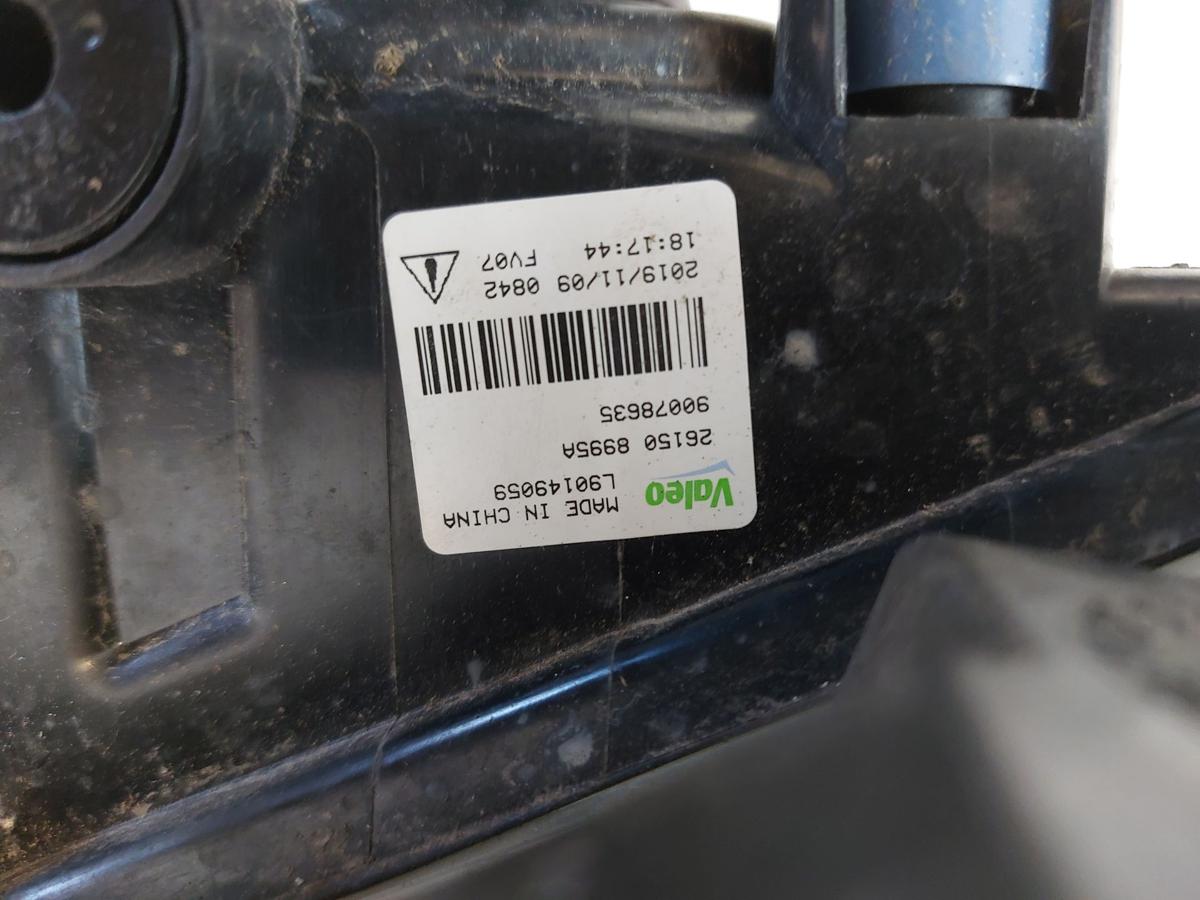 Valeo MADE IN CHINA
L90149059
26150 8995A
90078635
2019/11/09 0842
18:17:44 FV07